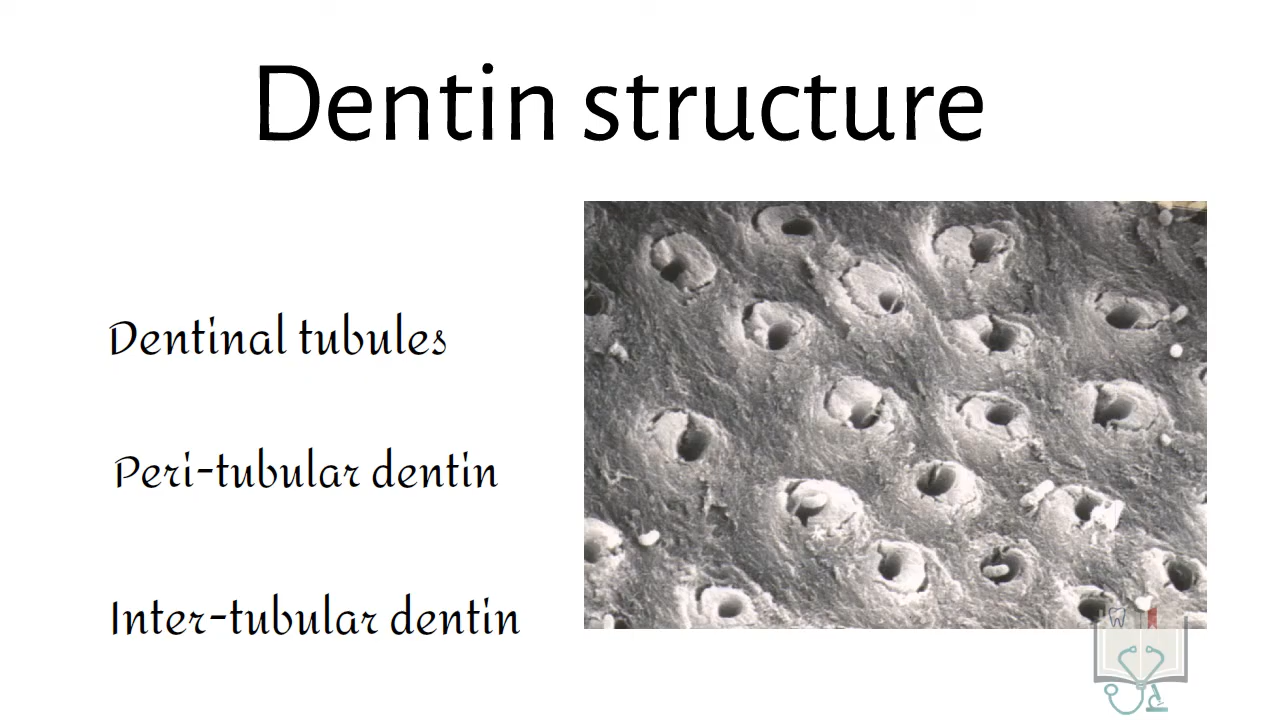 Dentin structure
Dentinal tubules
Peri-tubular dentin
Inter-tubular dentin